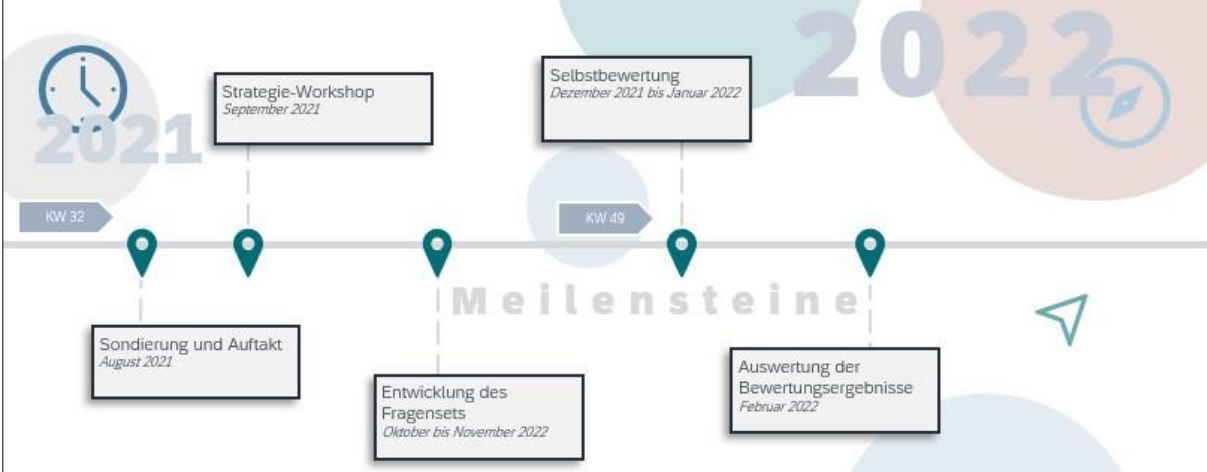 2021
2022
Strategie-Workshop
September 2021
Selbstbewertung
Dezember 2021 bis Januar 2022
KW 32
KW 49
Meilensteine
Sondierung und Auftakt
August 2021
Entwicklung des
Fragensets
Oktober bis November 2022
Auswertung der
Bewertungsergebnisse
Februar 2022